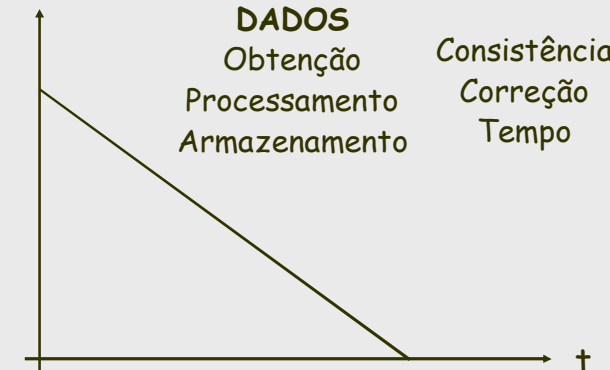 DADOS
Obtenção
Processamento
Armazenamento
Consistência
Correção
Tempo
t